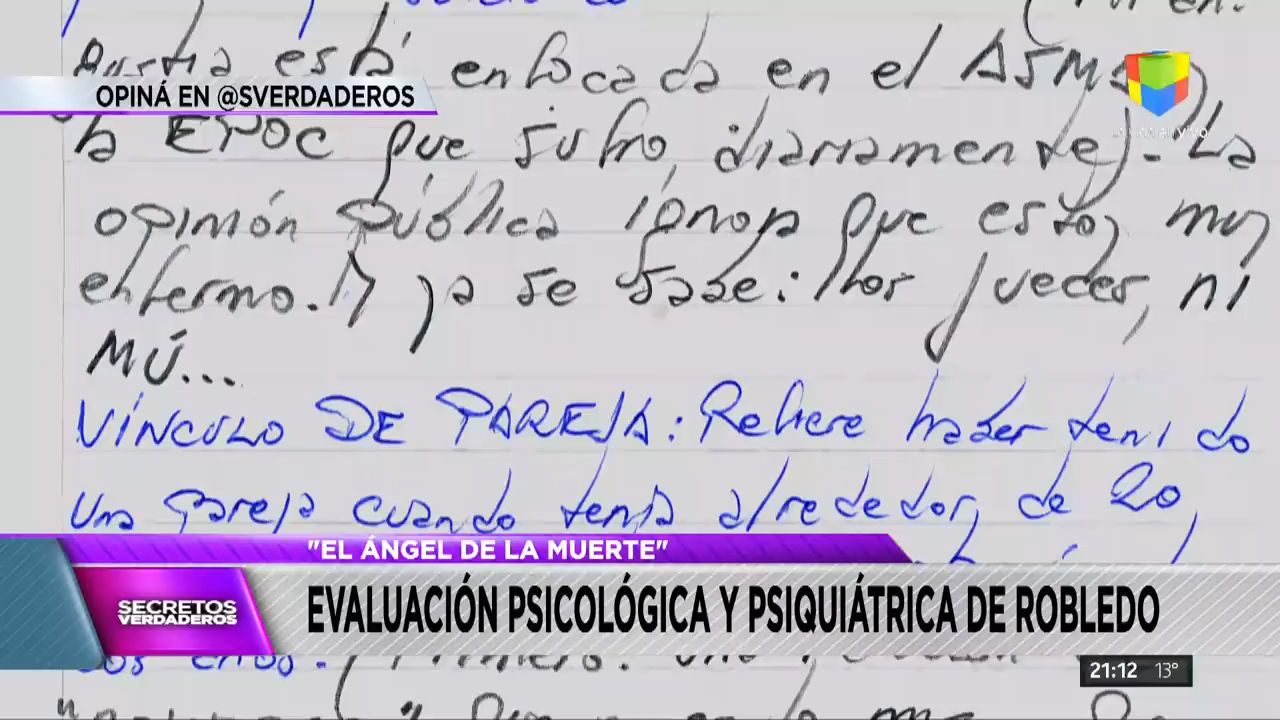 está enfocada en el ASMA,
OPINÁ EN @SVERDADEROS
la EPOC que sufro, diariamente).- La
opinión pública ignora que estoy muy
enfermo. Y ya se sabe: los jueces, ni
MÚ...
VÍNCULO DE PAREJA: Refiere haber tenido
una pareja cuando tenía alrededor de 20,
"EL ÁNGEL DE LA MUERTE"
SECRETOS VERDADEROS
EVALUACIÓN PSICOLÓGICA Y PSIQUIÁTRICA DE ROBLEDO
21:12 13°